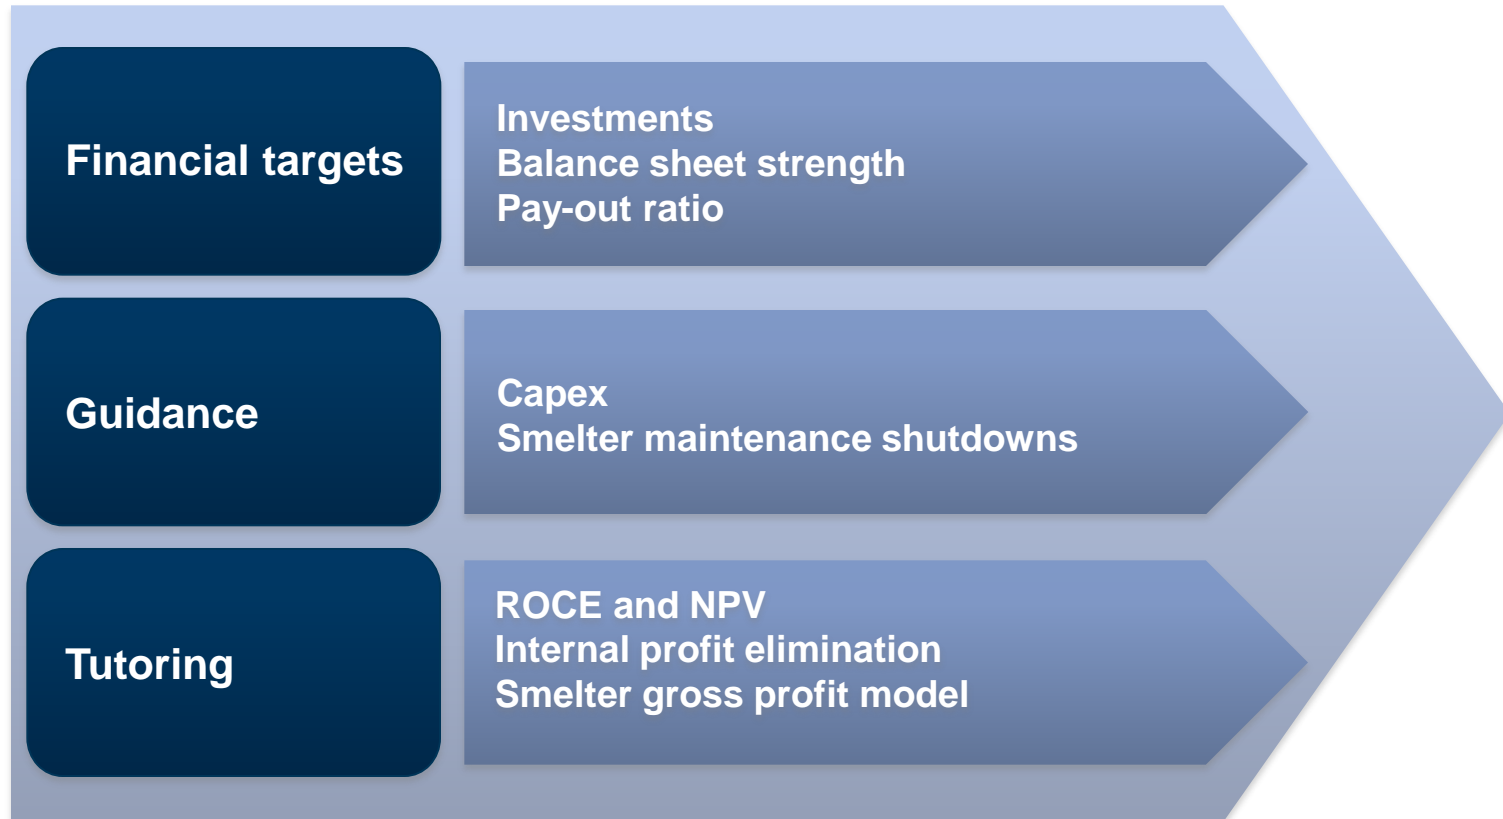 Financial targets
Investments
Balance sheet strength
Pay-out ratio
Guidance
Capex
Smelter maintenance shutdowns
Tutoring
ROCE and NPV
Internal profit elimination
Smelter gross profit model